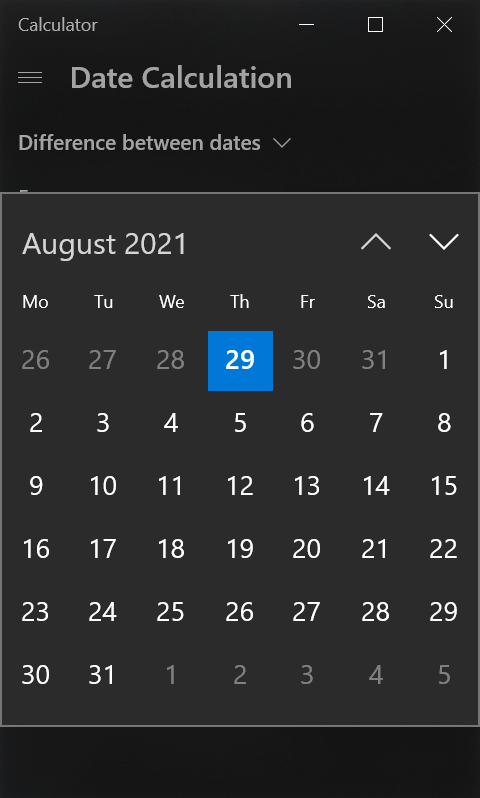 Calculator
Date Calculation
Difference between dates
August 2021
Mo Tu We Th Fr Sa Su
26 27 28 29 30 31 1
2 3 4 5 6 7 8
9 10 11 12 13 14 15
16 17 18 19 20 21 22
23 24 25 26 27 28 29
30 31 1 2 3 4 5